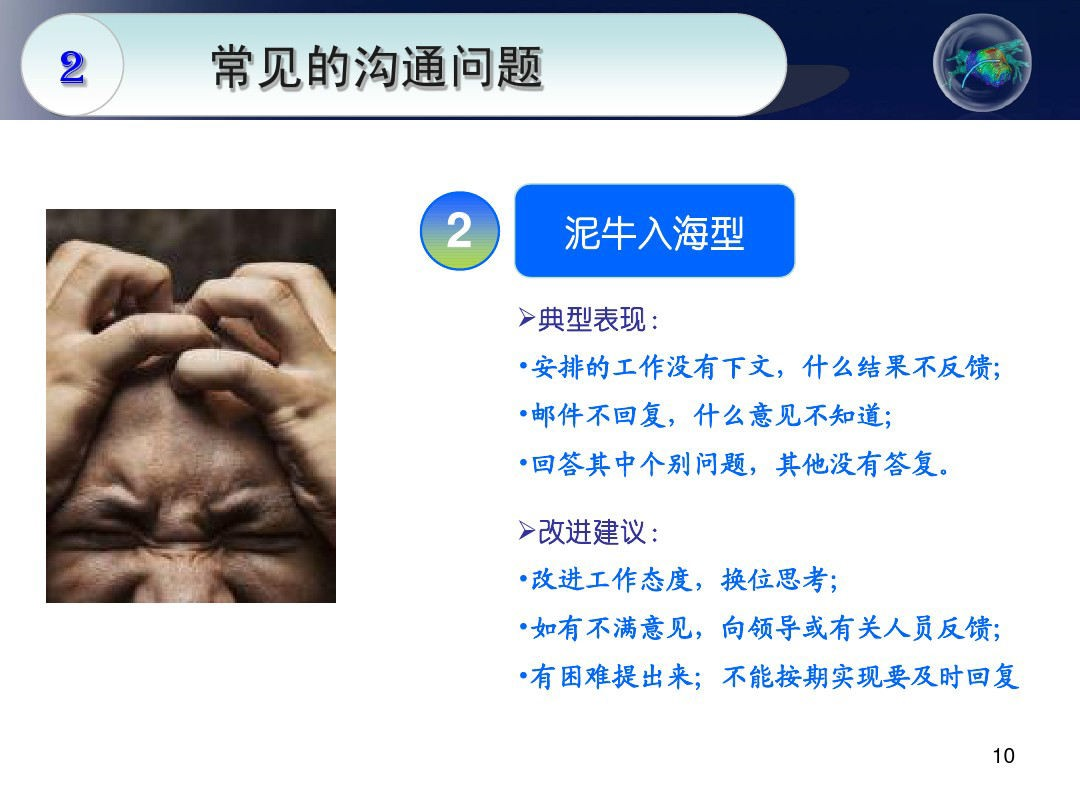 2
常见的沟通问题
2
泥牛入海型
➢典型表现：
•安排的工作没有下文，什么结果不反馈；
•邮件不回复，什么意见不知道；
•回答其中个别问题，其他没有答复。
➢改进建议：
•改进工作态度，换位思考；
•如有不满意见，向领导或有关人员反馈；
•有困难提出来；不能按期实现要及时回复
10